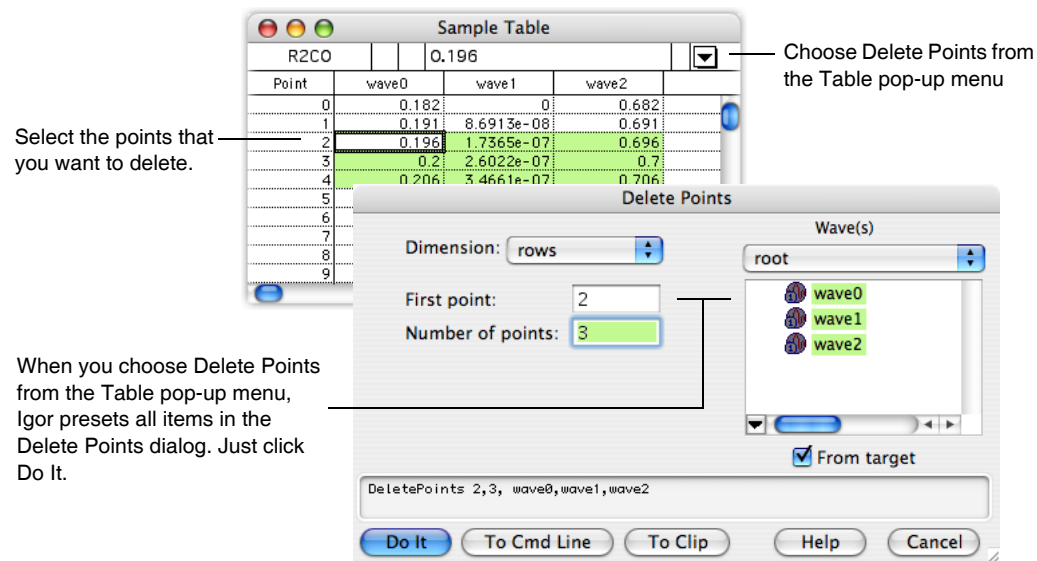 Sample Table
R2C0 0.196
Choose Delete Points from
the Table pop-up menu
Point wave0 wave1 wave2
0 0.182 0 0.682
1 0.191 8.6913e-08 0.691
2 0.196 1.7365e-07 0.696
3 0.2 2.6022e-07 0.7
4 0.206 3.4661e-07 0.706
5
6
7
8
9
Select the points that
you want to delete.
Delete Points
Dimension: rows
First point: 2
Number of points: 3
Wave(s)
root
wave0
wave1
wave2
From target
When you choose Delete Points
from the Table pop-up menu,
Igor presets all items in the
Delete Points dialog. Just click
Do It.
DeletePoints 2,3, wave0,wave1,wave2
Do It To Cmd Line To Clip Help Cancel